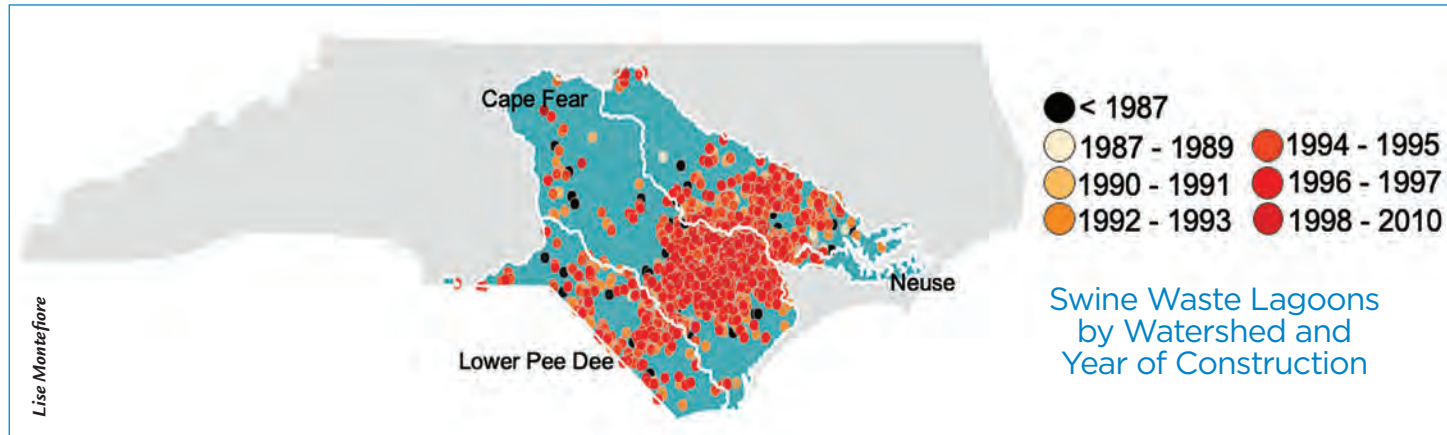 Cape Fear
Neuse
Lower Pee Dee
< 1987
1987 - 1989
1990 - 1991
1992 - 1993
1994 - 1995
1996 - 1997
1998 - 2010
Swine Waste Lagoons
by Watershed and
Year of Construction
Lise Montefiore